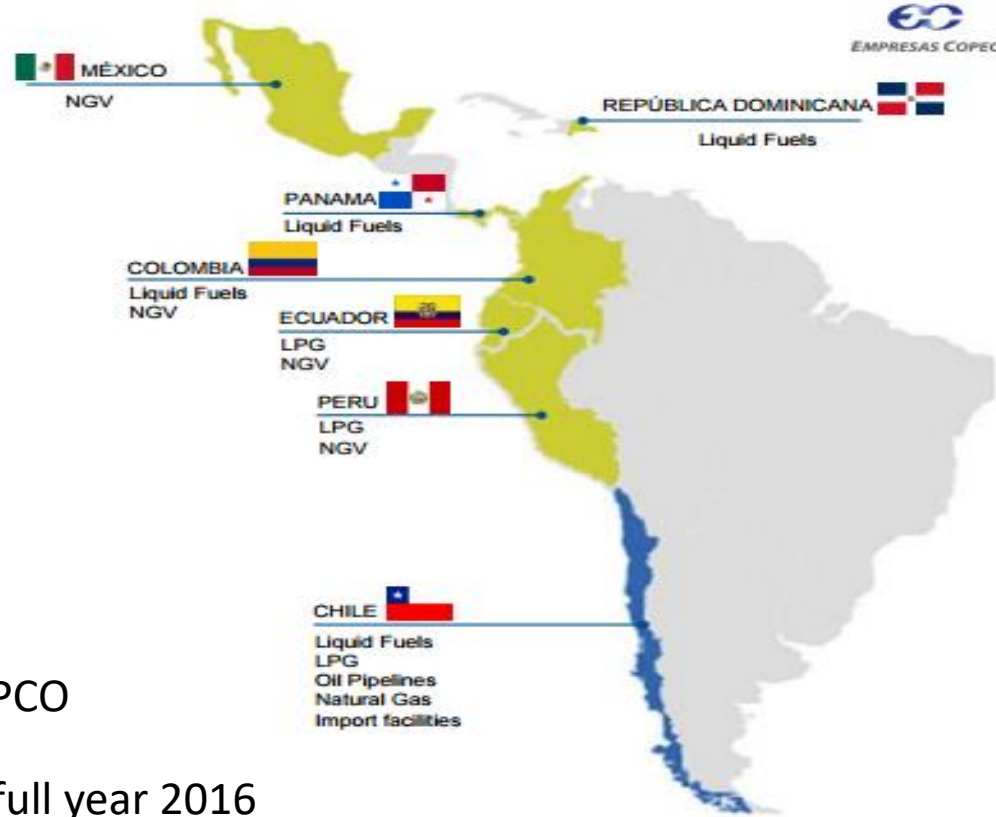 EMPRESAS COPEC
MÉXICO
NGV
REPÚBLICA DOMINICANA
Liquid Fuels
PANAMA
Liquid Fuels
COLOMBIA
Liquid Fuels
NGV
ECUADOR
LPG
NGV
PERU
LPG
NGV
CHILE
Liquid Fuels
LPG
Oil Pipelines
Natural Gas
Import facilities
PCO
full year 2016